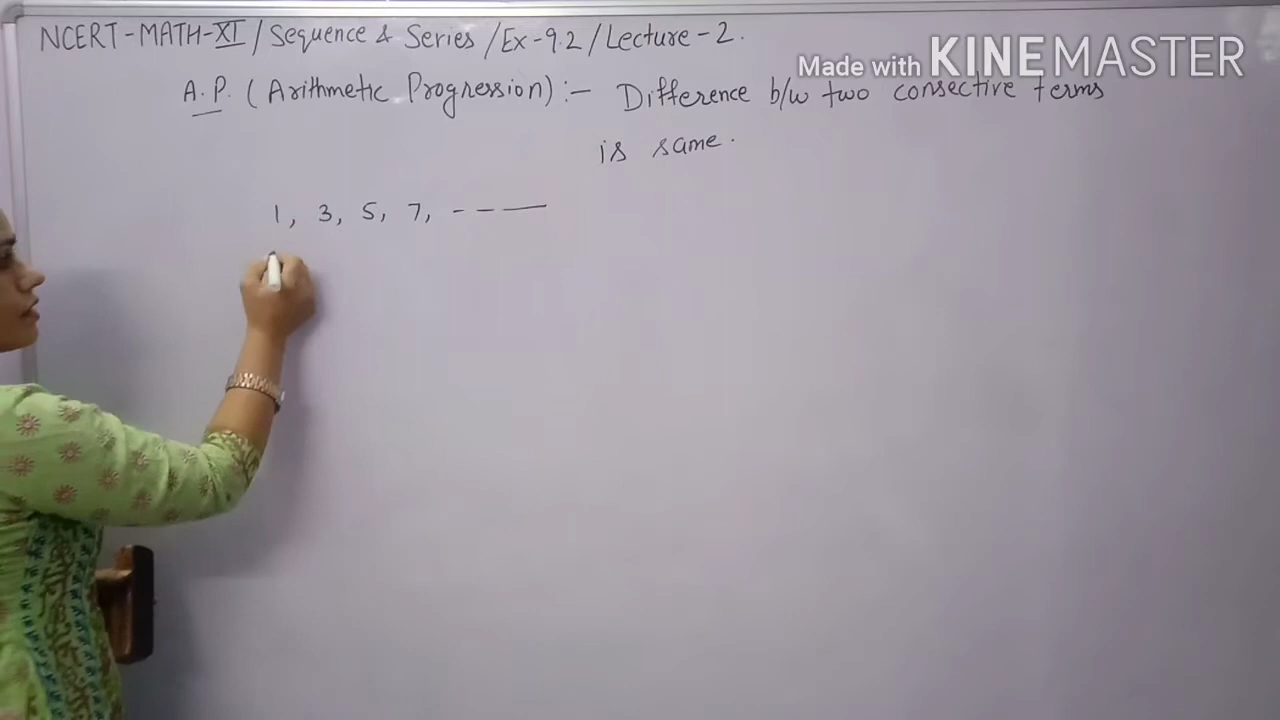 NCERT-MATH-XI / Sequence & Series / Ex-9.2 / Lecture-2.
Made with KINEMASTER
A.P. (Arithmetic Progression) :- Difference b/w two consective terms
is same.
1, 3, 5, 7, - - —